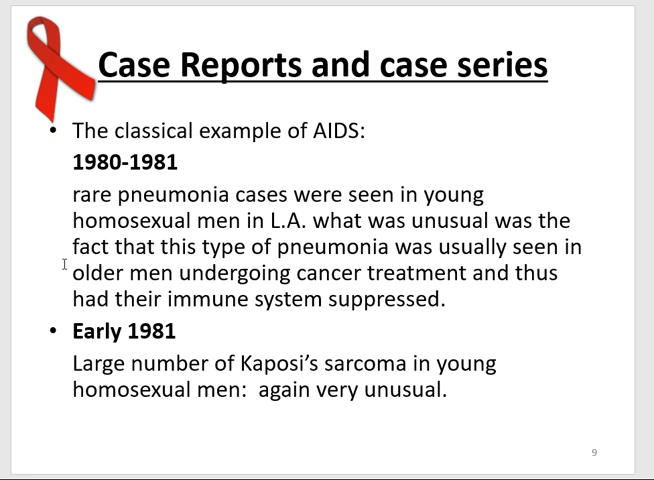 Case Reports and case series
• The classical example of AIDS:
1980-1981
rare pneumonia cases were seen in young
homosexual men in L.A. what was unusual was the
fact that this type of pneumonia was usually seen in
older men undergoing cancer treatment and thus
had their immune system suppressed.
• Early 1981
Large number of Kaposi’s sarcoma in young
homosexual men:  again very unusual.
9